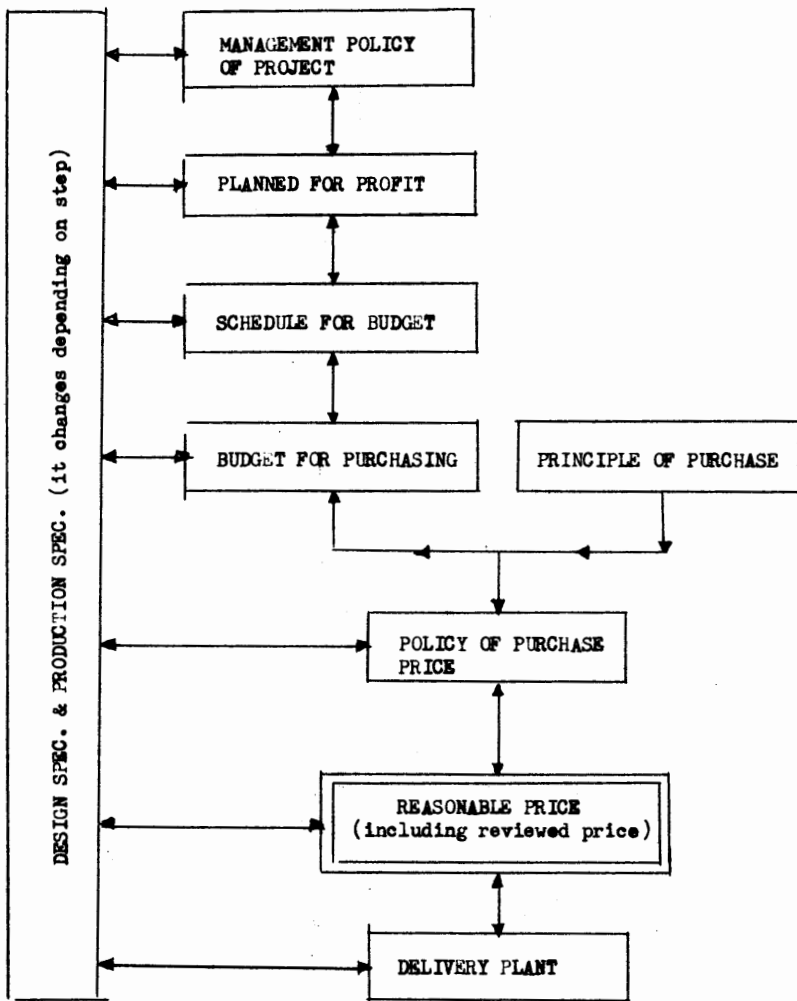 MANAGEMENT POLICY
OF PROJECT
PLANNED FOR PROFIT
SCHEDULE FOR BUDGET
BUDGET FOR PURCHASING
PRINCIPLE OF PURCHASE
POLICY OF PURCHASE
PRICE
REASONABLE PRICE
(including reviewed price)
DELIVERY PLANT
DESIGN SPEC. & PRODUCTION SPEC. (it changes depending on step)